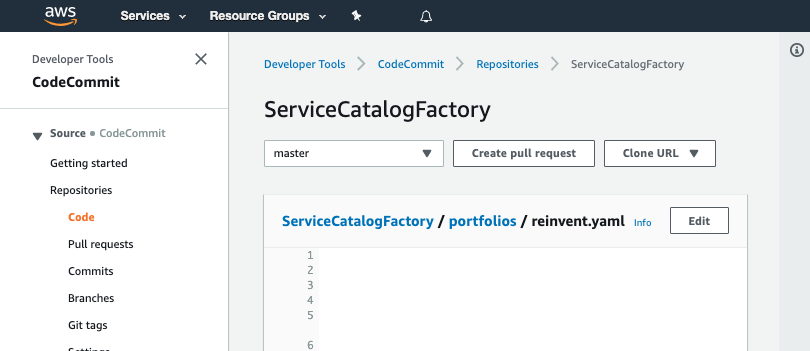 aws Services Resource Groups
Developer Tools
CodeCommit
Source • CodeCommit
Getting started
Repositories
Code
Pull requests
Commits
Branches
Git tags
Settings
Developer Tools CodeCommit Repositories ServiceCatalogFactory
ServiceCatalogFactory
master Create pull request Clone URL
ServiceCatalogFactory / portfolios / reinvent.yaml Info Edit
1
2
3
4
5
6